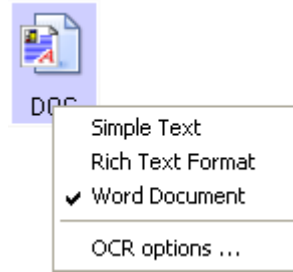 DOC
Simple Text
Rich Text Format
Word Document
OCR options ...